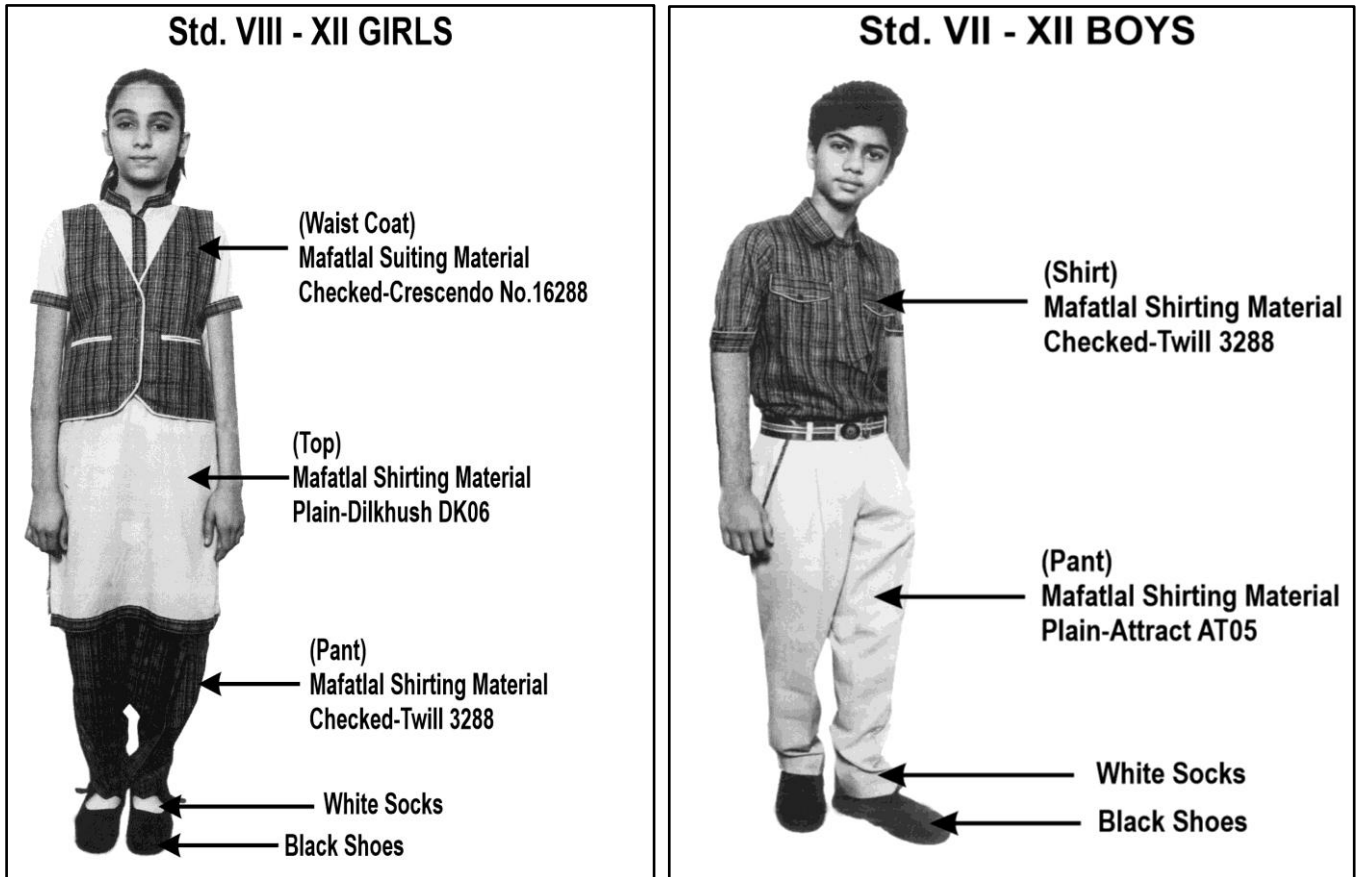 Std. VIII - XII GIRLS
(Waist Coat)
Mafatlal Suiting Material
Checked-Crescendo No.16288
(Top)
Mafatlal Shirting Material
Plain-Dilkhush DK06
(Pant)
Mafatlal Shirting Material
Checked-Twill 3288
White Socks
Black Shoes
Std. VII - XII BOYS
(Shirt)
Mafatlal Shirting Material
Checked-Twill 3288
(Pant)
Mafatlal Shirting Material
Plain-Attract AT05
White Socks
Black Shoes